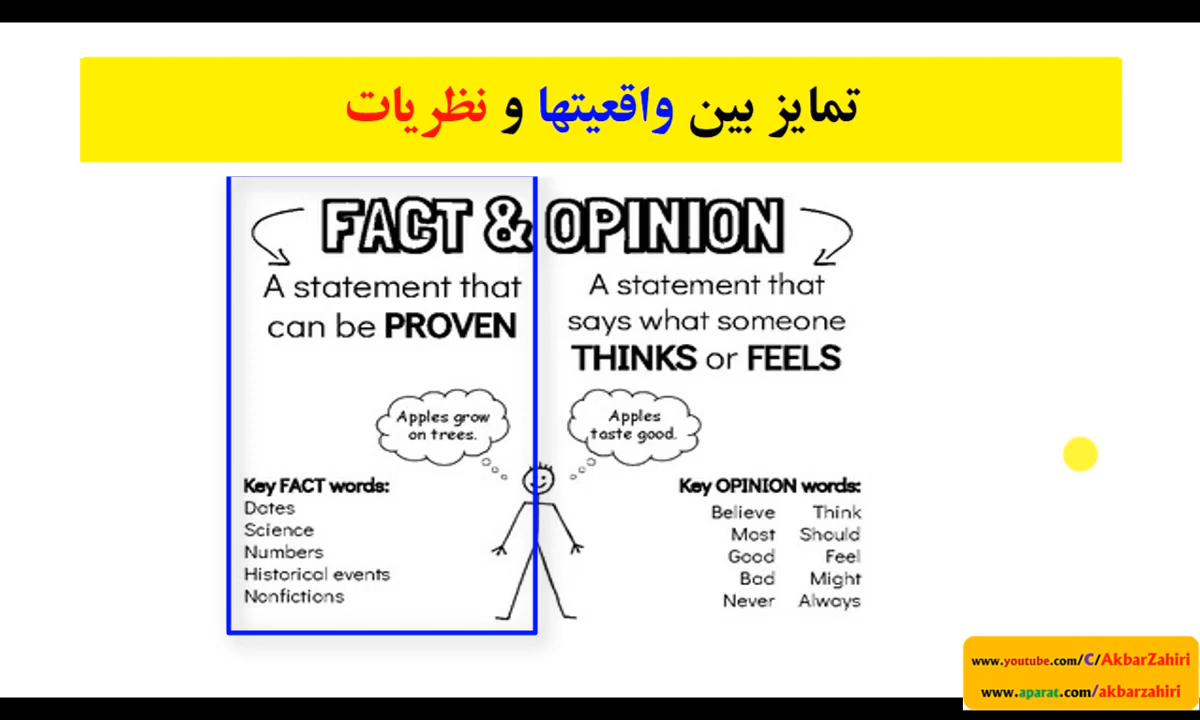 تمایز بین واقعیتها و نظریات
FACT & OPINION
A statement that
can be PROVEN
A statement that
says what someone
THINKS or FEELS
Apples grow
on trees.
Apples
taste good.
Key FACT words:
Dates
Science
Numbers
Historical events
Nonfictions
Key OPINION words:
Believe Think
Most Should
Good Feel
Bad Might
Never Always
www.youtube.com/C/AkbarZahiri
www.aparat.com/akbarzahiri